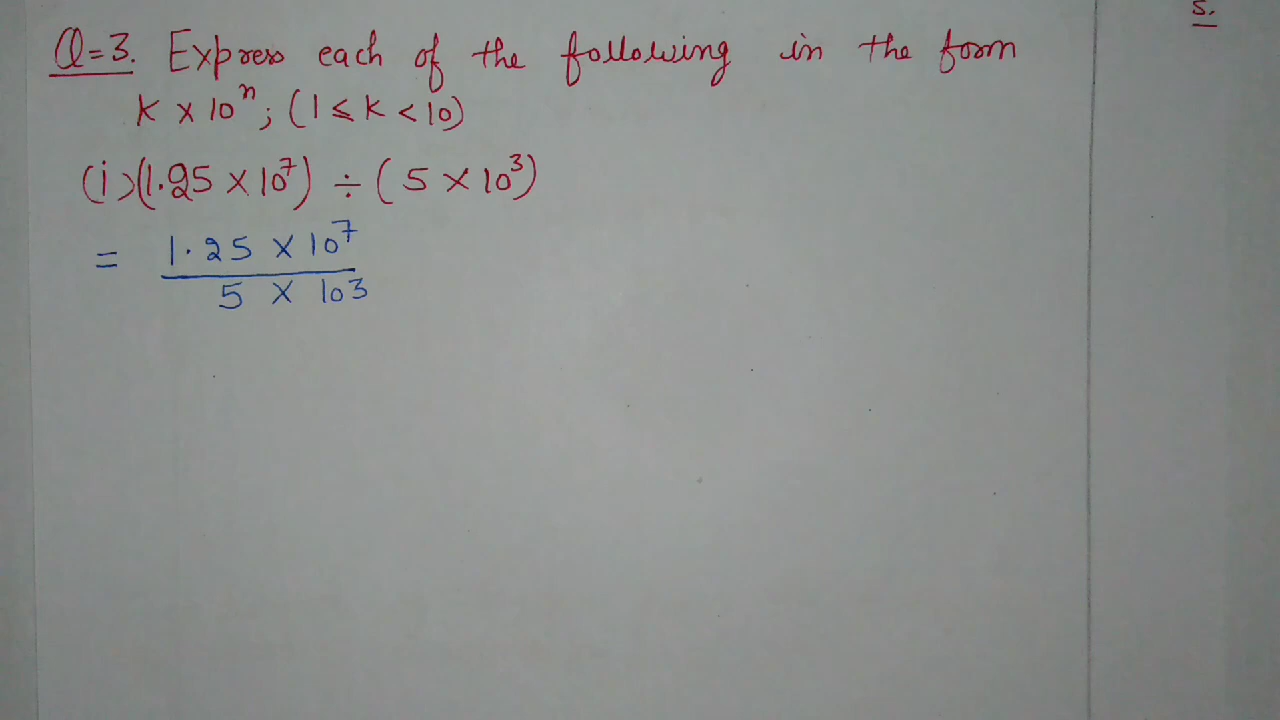 Q=3. Express each of the following in the form
K × 10ⁿ; (1 ≤ K < 10)
(i) (1.25 × 10⁷) ÷ (5 × 10³)
= 1.25 × 10⁷
5 × 10³
5.